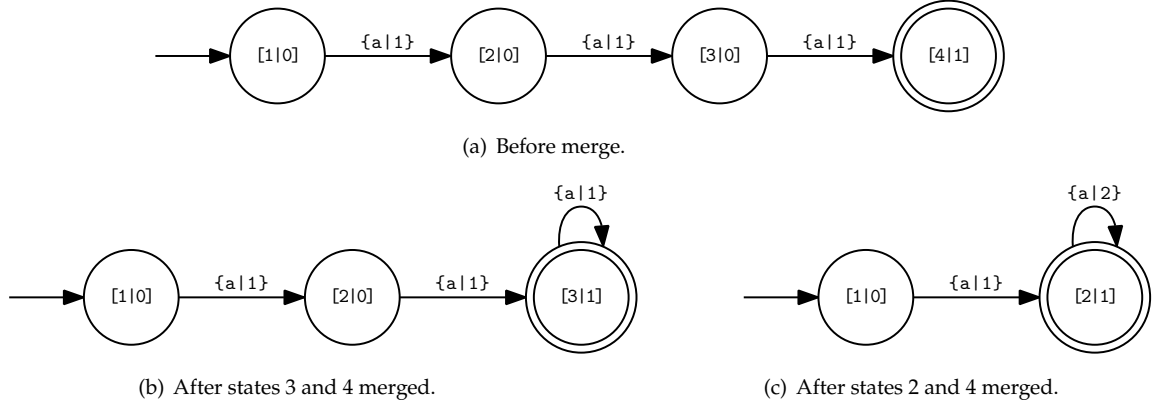 {a|1} {a|1} {a|1}
[1|0] [2|0] [3|0] [4|1]
(a) Before merge.
{a|1} {a|2}
{a|1} {a|1} {a|1}
[1|0] [2|0] [3|1] [1|0] [2|1]
(b) After states 3 and 4 merged. (c) After states 2 and 4 merged.